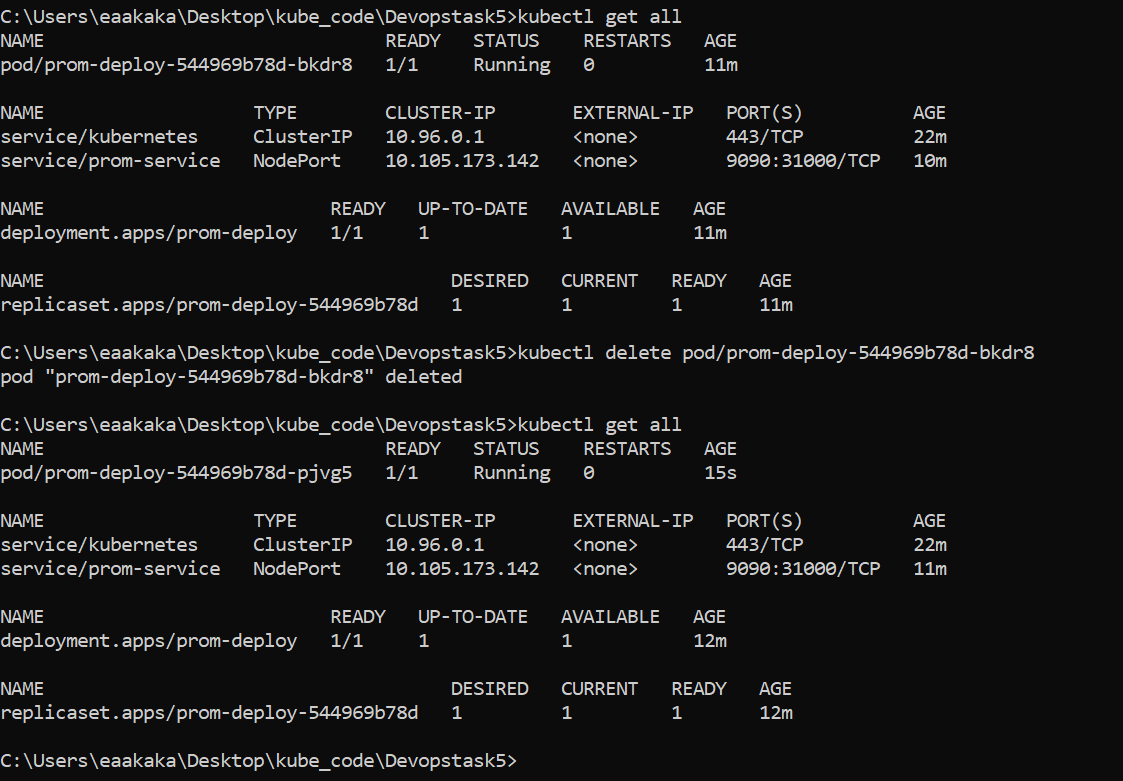 C:\Users\eaakaka\Desktop\kube_code\Devopstask5>kubectl get all
NAME READY STATUS RESTARTS AGE
pod/prom-deploy-544969b78d-bkdr8 1/1 Running 0 11m
NAME TYPE CLUSTER-IP EXTERNAL-IP PORT(S) AGE
service/kubernetes ClusterIP 10.96.0.1 <none> 443/TCP 22m
service/prom-service NodePort 10.105.173.142 <none> 9090:31000/TCP 10m
NAME READY UP-TO-DATE AVAILABLE AGE
deployment.apps/prom-deploy 1/1 1 1 11m
NAME DESIRED CURRENT READY AGE
replicaset.apps/prom-deploy-544969b78d 1 1 1 11m
C:\Users\eaakaka\Desktop\kube_code\Devopstask5>kubectl delete pod/prom-deploy-544969b78d-bkdr8
pod "prom-deploy-544969b78d-bkdr8" deleted
C:\Users\eaakaka\Desktop\kube_code\Devopstask5>kubectl get all
NAME READY STATUS RESTARTS AGE
pod/prom-deploy-544969b78d-pjvg5 1/1 Running 0 15s
NAME TYPE CLUSTER-IP EXTERNAL-IP PORT(S) AGE
service/kubernetes ClusterIP 10.96.0.1 <none> 443/TCP 22m
service/prom-service NodePort 10.105.173.142 <none> 9090:31000/TCP 11m
NAME READY UP-TO-DATE AVAILABLE AGE
deployment.apps/prom-deploy 1/1 1 1 12m
NAME DESIRED CURRENT READY AGE
replicaset.apps/prom-deploy-544969b78d 1 1 1 12m
C:\Users\eaakaka\Desktop\kube_code\Devopstask5>